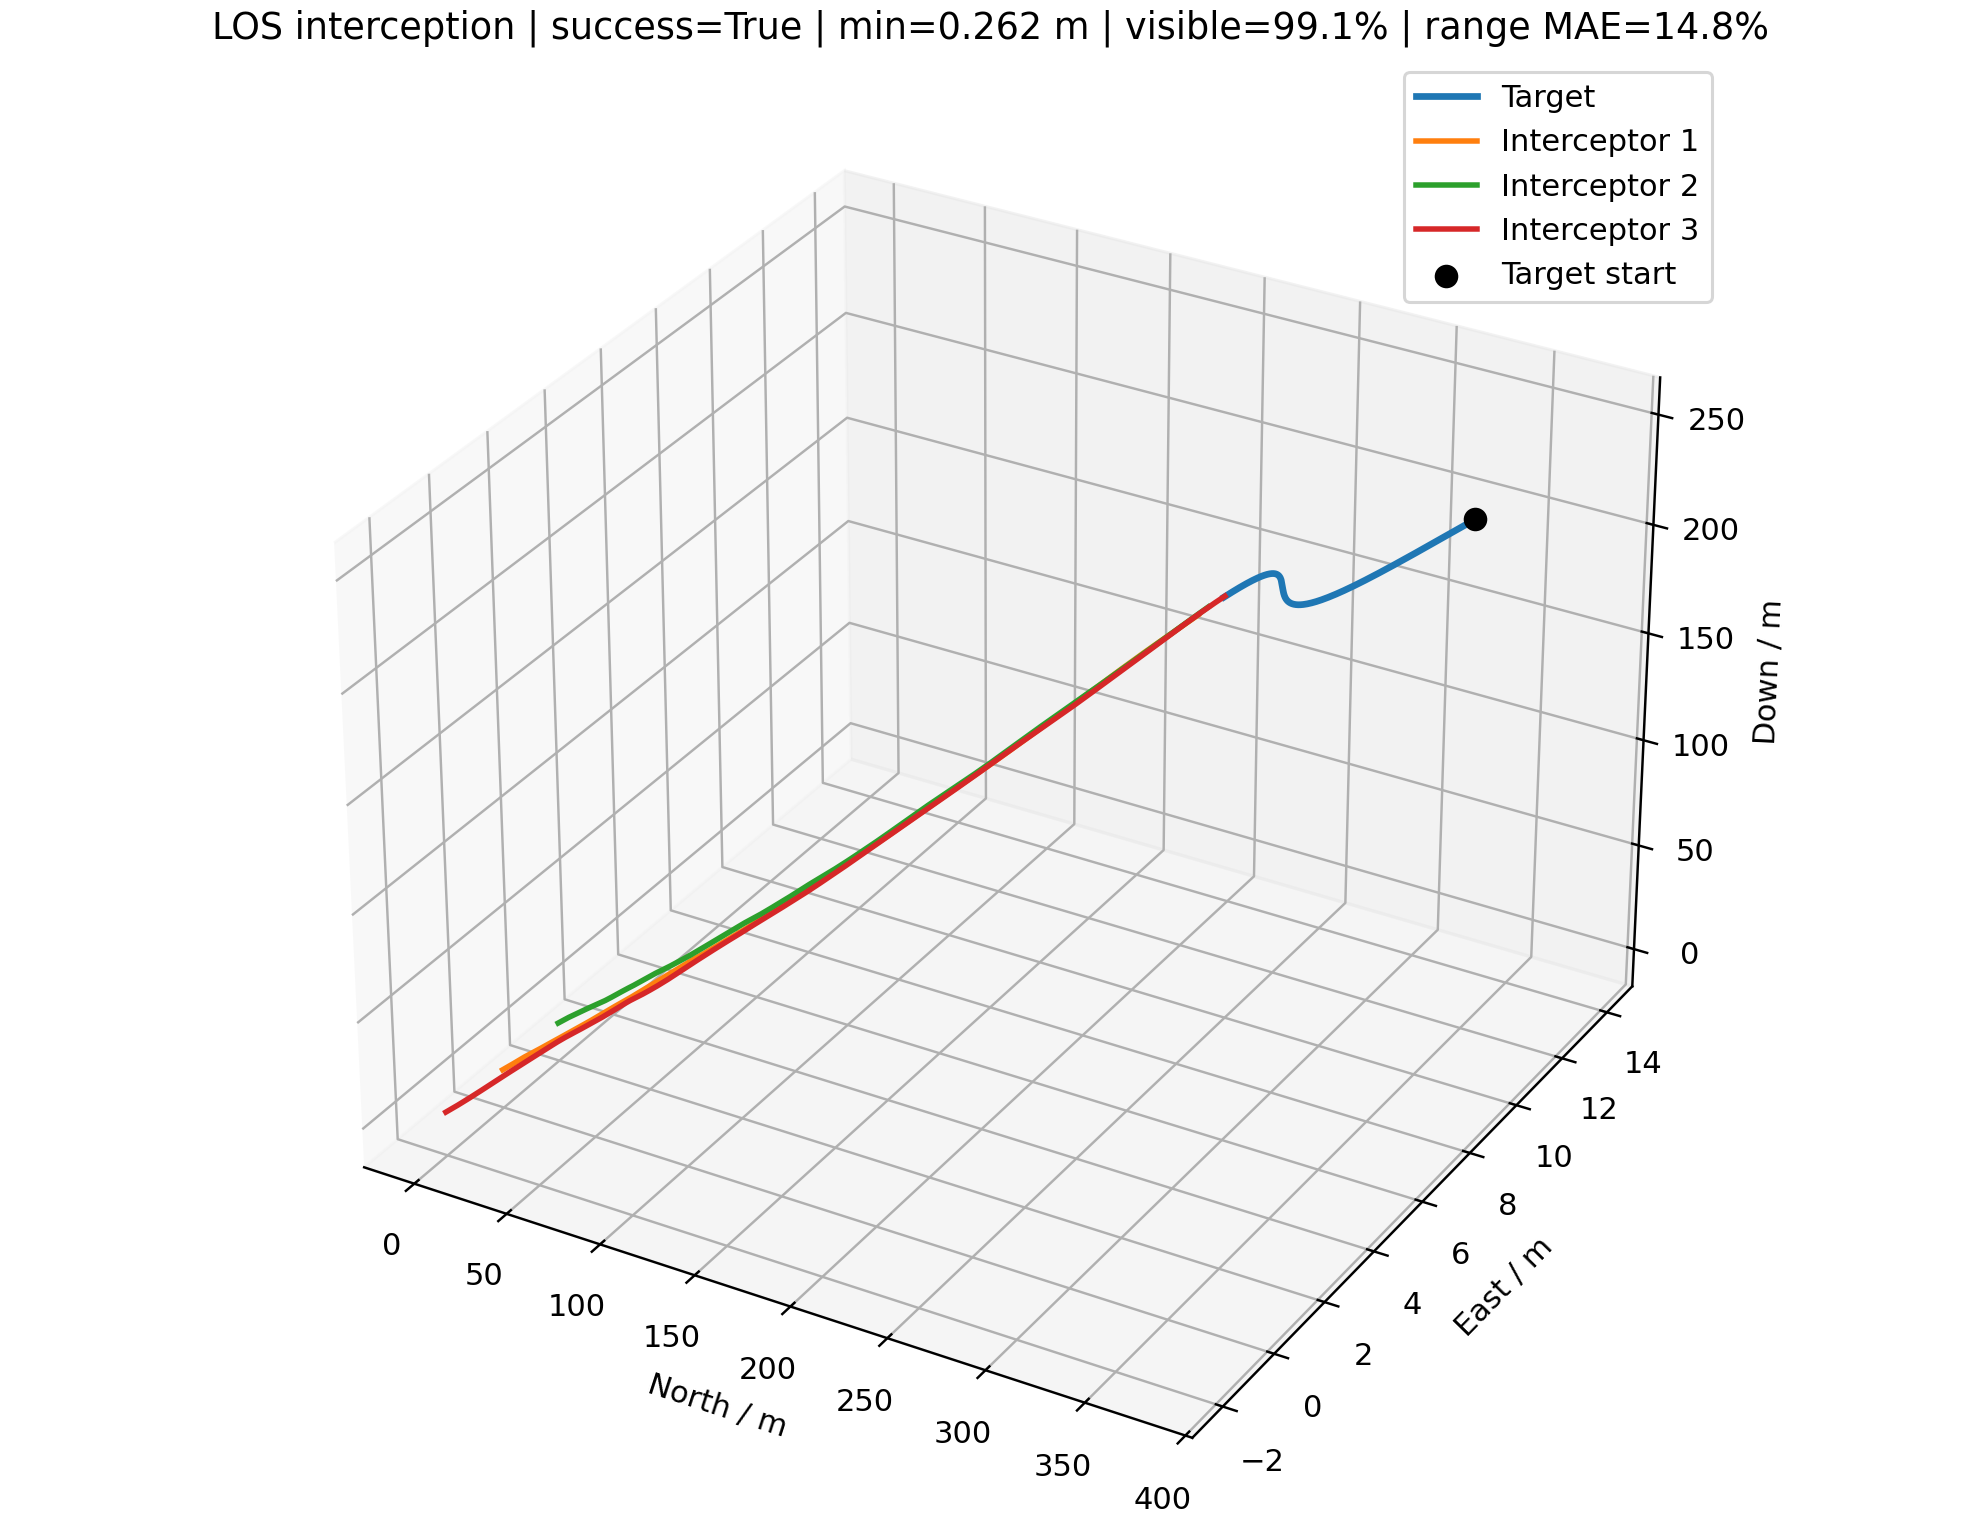 LOS interception | success=True | min=0.262 m | visible=99.1% | range MAE=14.8%
Target
Interceptor 1
Interceptor 2
Interceptor 3
Target start
250
200
150
100
50
0
Down / m
14
12
10
8
6
4
2
0
−2
East / m
0
50
100
150
200
250
300
350
400
North / m